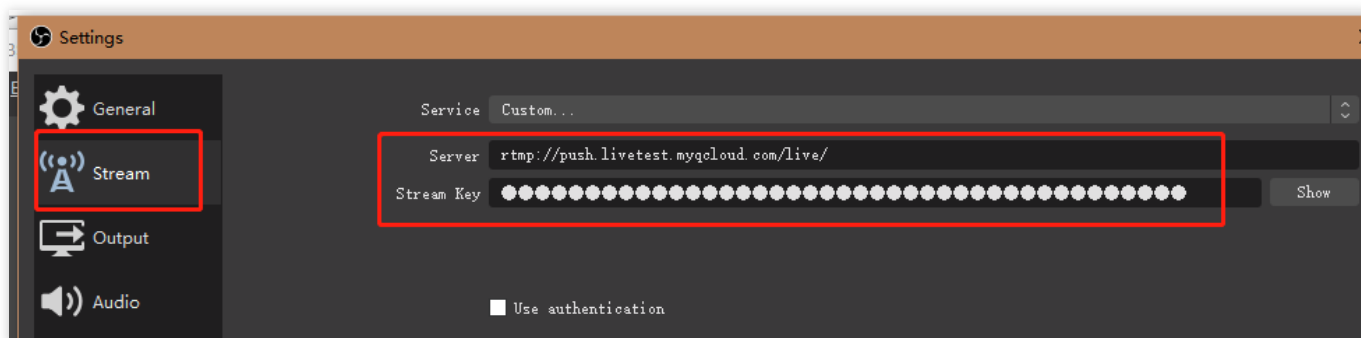 Settings
General
Stream
Output
Audio
Service Custom...
Server rtmp://push.livetest.myqcloud.com/live/
Stream Key ●●●●●●●●●●●●●●●●●●●●●●●●●●●●●●●●●●●●●●●●● Show
Use authentication